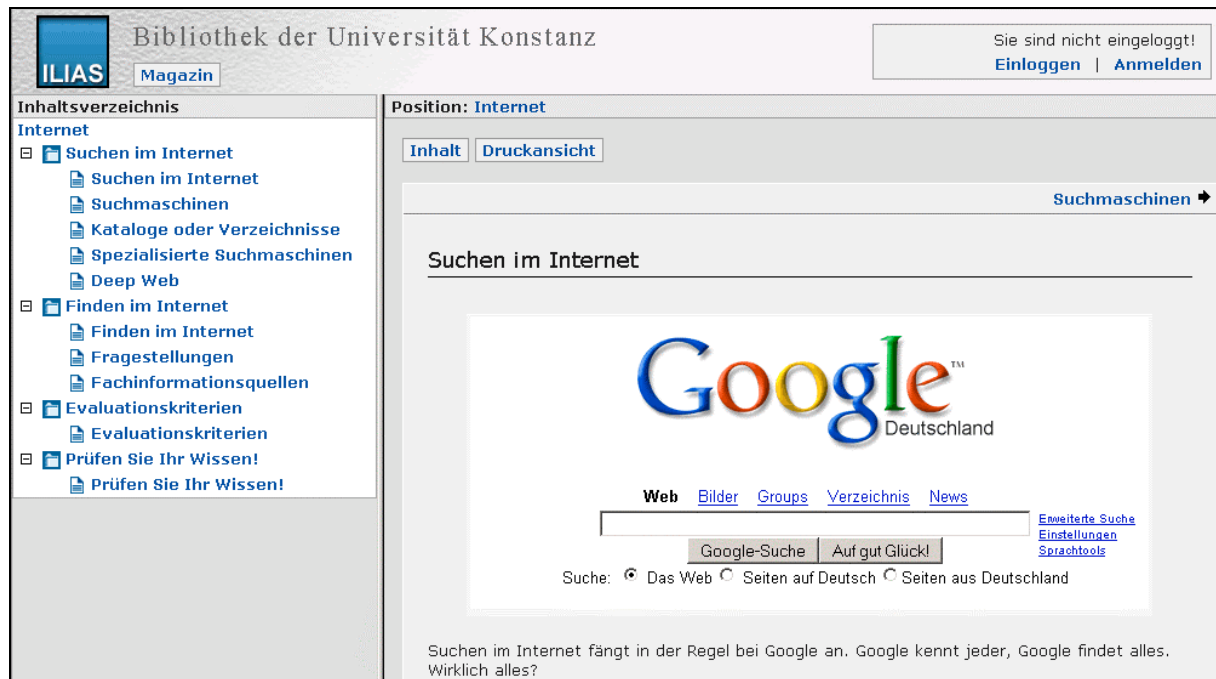 Bibliothek der Universität Konstanz
ILIAS
Magazin
Sie sind nicht eingeloggt!
Einloggen | Anmelden
Inhaltsverzeichnis
Internet
Suchen im Internet
Suchen im Internet
Suchmaschinen
Kataloge oder Verzeichnisse
Spezialisierte Suchmaschinen
Deep Web
Finden im Internet
Finden im Internet
Fragestellungen
Fachinformationsquellen
Evaluationskriterien
Evaluationskriterien
Prüfen Sie Ihr Wissen!
Prüfen Sie Ihr Wissen!
Position: Internet
Inhalt Druckansicht
Suchmaschinen
Suchen im Internet
Google™
Deutschland
Web Bilder Groups Verzeichnis News
Erweiterte Suche
Einstellungen
Sprachtools
Google-Suche Auf gut Glück!
Suche: Das Web Seiten auf Deutsch Seiten aus Deutschland
Suchen im Internet fängt in der Regel bei Google an. Google kennt jeder, Google findet alles.
Wirklich alles?